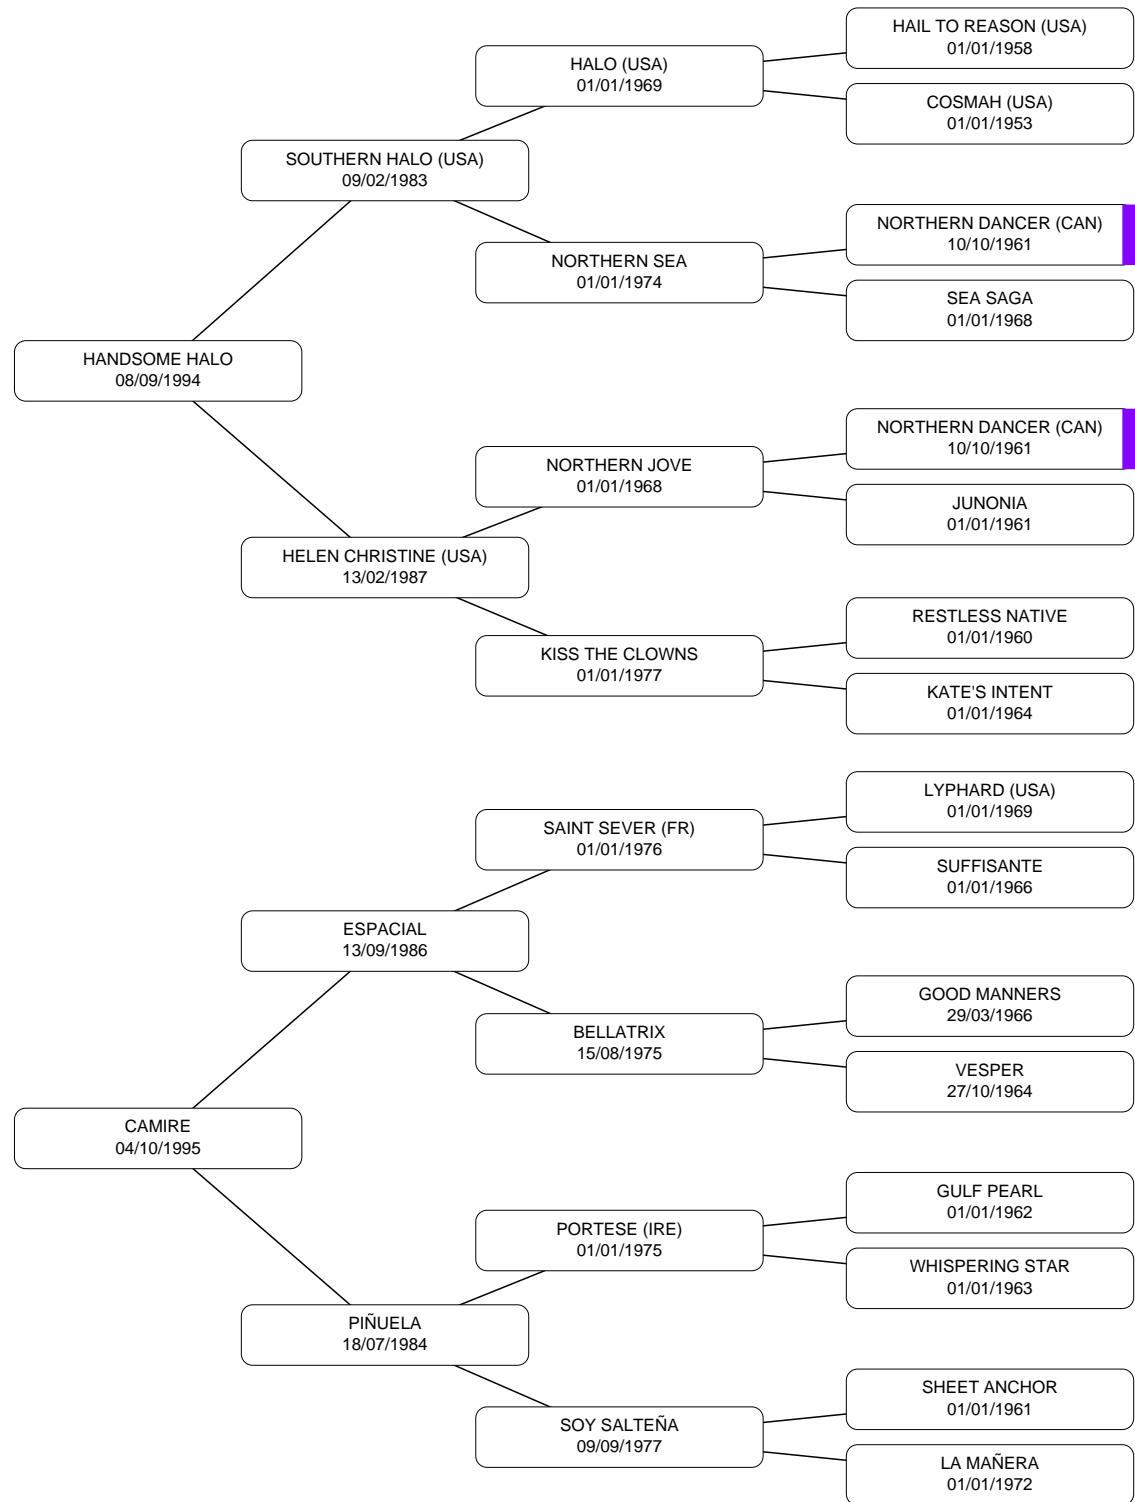 HAIL TO REASON (USA)
01/01/1958
HALO (USA)
01/01/1969
COSMAH (USA)
01/01/1953
SOUTHERN HALO (USA)
09/02/1983
NORTHERN DANCER (CAN)
10/10/1961
NORTHERN SEA
01/01/1974
SEA SAGA
01/01/1968
HANDSOME HALO
08/09/1994
NORTHERN DANCER (CAN)
10/10/1961
NORTHERN JOVE
01/01/1968
JUNONIA
01/01/1961
HELEN CHRISTINE (USA)
13/02/1987
RESTLESS NATIVE
01/01/1960
KISS THE CLOWNS
01/01/1977
KATE'S INTENT
01/01/1964
LYPHARD (USA)
01/01/1969
SAINT SEVER (FR)
01/01/1976
SUFFISANTE
01/01/1966
ESPACIAL
13/09/1986
GOOD MANNERS
29/03/1966
BELLATRIX
15/08/1975
VESPER
27/10/1964
CAMIRE
04/10/1995
GULF PEARL
01/01/1962
PORTESE (IRE)
01/01/1975
WHISPERING STAR
01/01/1963
PIÑUELA
18/07/1984
SHEET ANCHOR
01/01/1961
SOY SALTEÑA
09/09/1977
LA MAÑERA
01/01/1972